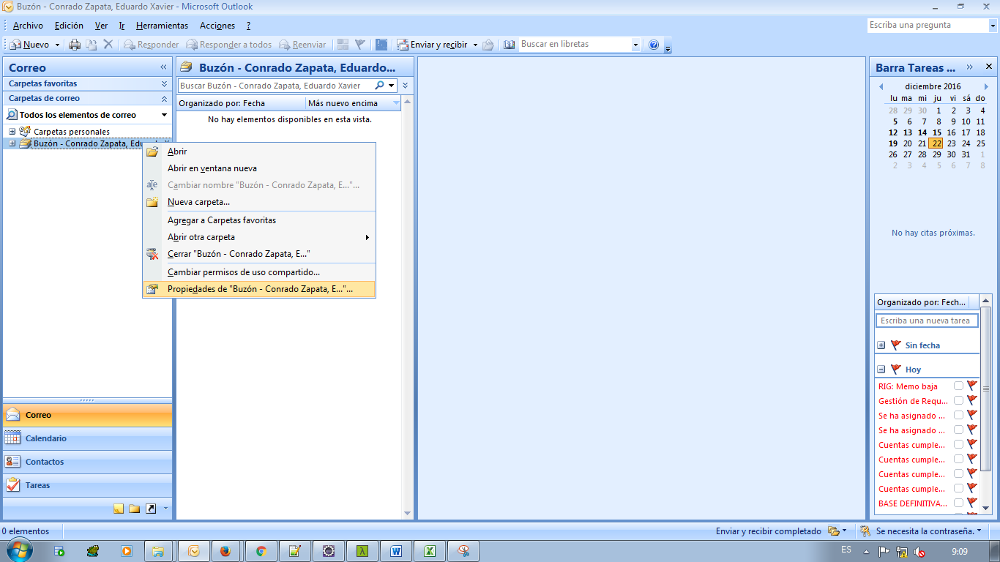 Buzón - Conrado Zapata, Eduardo Xavier - Microsoft Outlook
Archivo Edición Ver Ir Herramientas Acciones ?
Escriba una pregunta
Nuevo Responder Responder a todos Reenviar Enviar y recibir Buscar en libretas
Correo
Carpetas favoritas
Carpetas de correo
Todos los elementos de correo
Carpetas personales
Buzón - Conrado Zapata,
Buzón - Conrado Zapata, Eduardo...
Buscar Buzón - Conrado Zapata, Eduardo Xavier
Organizado por: Fecha Más nuevo encima
No hay elementos disponibles en esta vista.
Abrir
Abrir en ventana nueva
Cambiar nombre "Buzón - Conrado Zapata, E..."...
Nueva carpeta...
Agregar a Carpetas favoritas
Abrir otra carpeta
Cerrar "Buzón - Conrado Zapata, E..."
Cambiar permisos de uso compartido...
Propiedades de "Buzón - Conrado Zapata, E..."...
Correo
Calendario
Contactos
Tareas
Barra Tareas ...
diciembre 2016
lu ma mi ju vi sá do
28 29 30 1 2 3 4
5 6 7 8 9 10 11
12 13 14 15 16 17 18
19 20 21 22 23 24 25
26 27 28 29 30 31 1
2 3 4 5 6 7 8
No hay citas próximas.
Organizado por: Fech...
Escriba una nueva tarea
Sin fecha
Hoy
RIG: Memo baja
Gestión de Requ...
Se ha asignado ...
Se ha asignado ...
Cuentas cumple...
Cuentas cumple...
Cuentas cumple...
Cuentas cumple...
BASE DEFINITIVA...
0 elementos
Enviar y recibir completado
Se necesita la contraseña.
ES
9:09